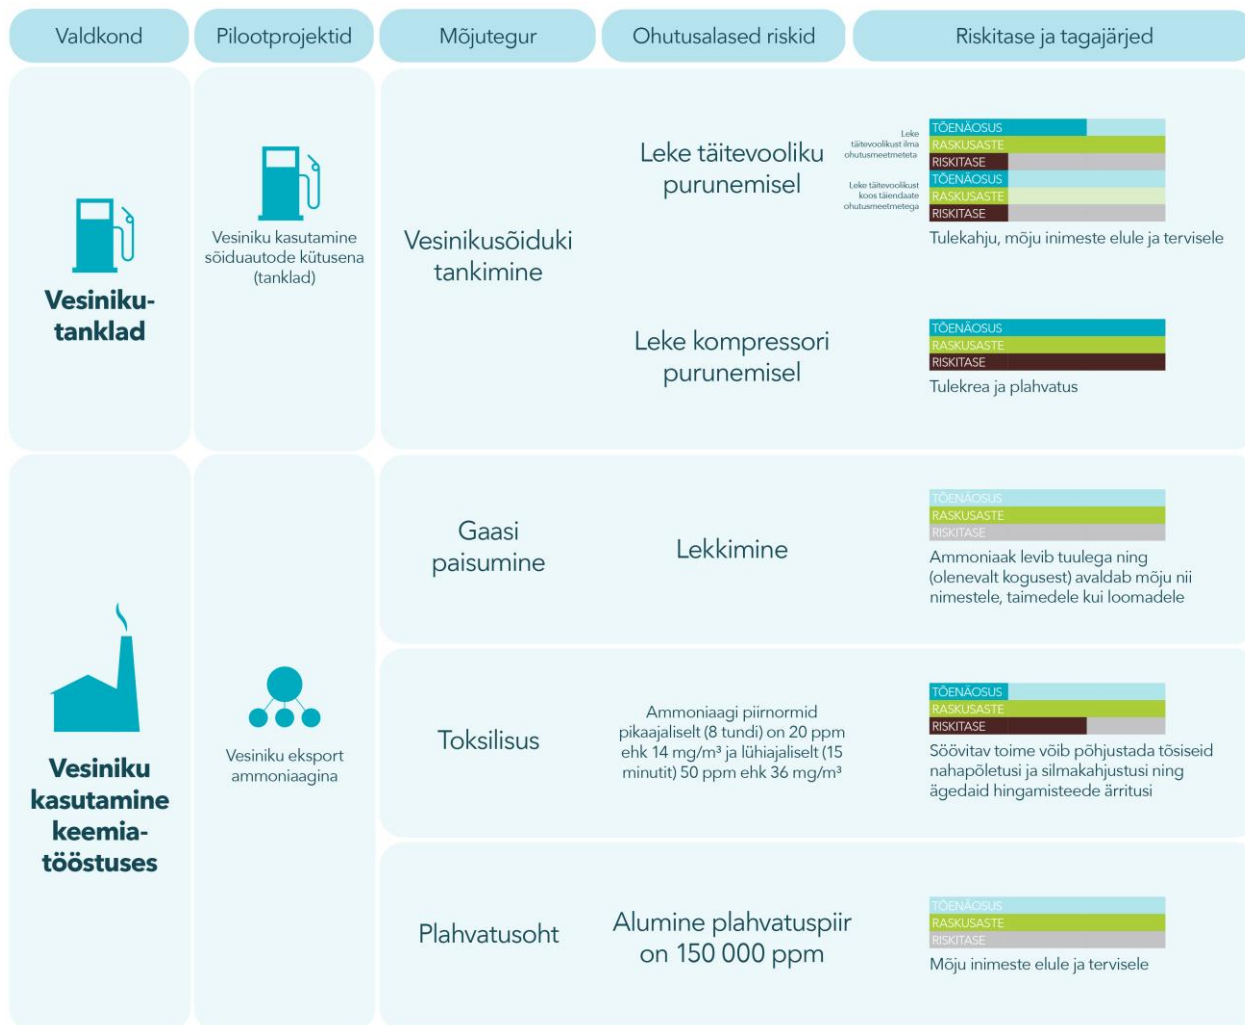 Valdkond
Pilootprojektid
Mõjutegur
Ohutusalased riskid
Riskitase ja tagajärjed
Vesiniku-
tanklad
Vesiniku kasutamine
sõiduautode kütusena
(tanklad)
Vesinikusõiduki
tankimine
Leke täitevooliku
purunemisel
Leke
täitevoolikust ilma
ohutusmeetmeteta
TÕENÄOSUS
RASKUSASTE
RISKITASE
Leke täitevoolikust
koos täiendaate
ohutusmeetmetega
TÕENÄOSUS
RASKUSASTE
RISKITASE
Tulekahju, mõju inimeste elule ja tervisele
Leke kompressori
purunemisel
TÕENÄOSUS
RASKUSASTE
RISKITASE
Tulekrea ja plahvatus
Vesiniku
kasutamine
keemia-
tööstuses
Vesiniku eksport
ammoniaagina
Gaasi
paisumine
Lekkimine
TÕENÄOSUS
RASKUSASTE
RISKITASE
Ammoniaak levib tuulega ning
(olenevalt kogusest) avaldab mõju nii
nimestele, taimedele kui loomadele
Toksilisus
Ammoniaagi piirnormid
pikaajaliselt (8 tundi) on 20 ppm
ehk 14 mg/m³ ja lühiajaliselt (15
minutit) 50 ppm ehk 36 mg/m³
TÕENÄOSUS
RASKUSASTE
RISKITASE
Söövitav toime võib põhjustada tõsiseid
nahapõletusi ja silmakahjustusi ning
ägedaid hingamisteede ärritusi
Plahvatusoht
Alumine plahvatuspiir
on 150 000 ppm
TÕENÄOSUS
RASKUSASTE
RISKITASE
Mõju inimeste elule ja tervisele